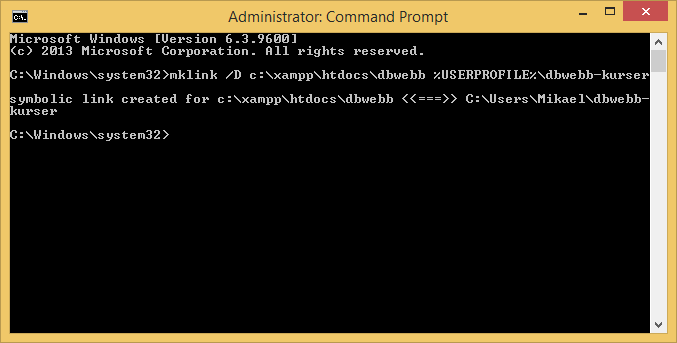 Administrator: Command Prompt
Microsoft Windows [Version 6.3.9600]
(c) 2013 Microsoft Corporation. All rights reserved.
C:\Windows\system32>mklink /D c:\xampp\htdocs\dbwebb %USERPROFILE%\dbwebb-kurser
symbolic link created for c:\xampp\htdocs\dbwebb <<===>> C:\Users\Mikael\dbwebb-
kurser
C:\Windows\system32>